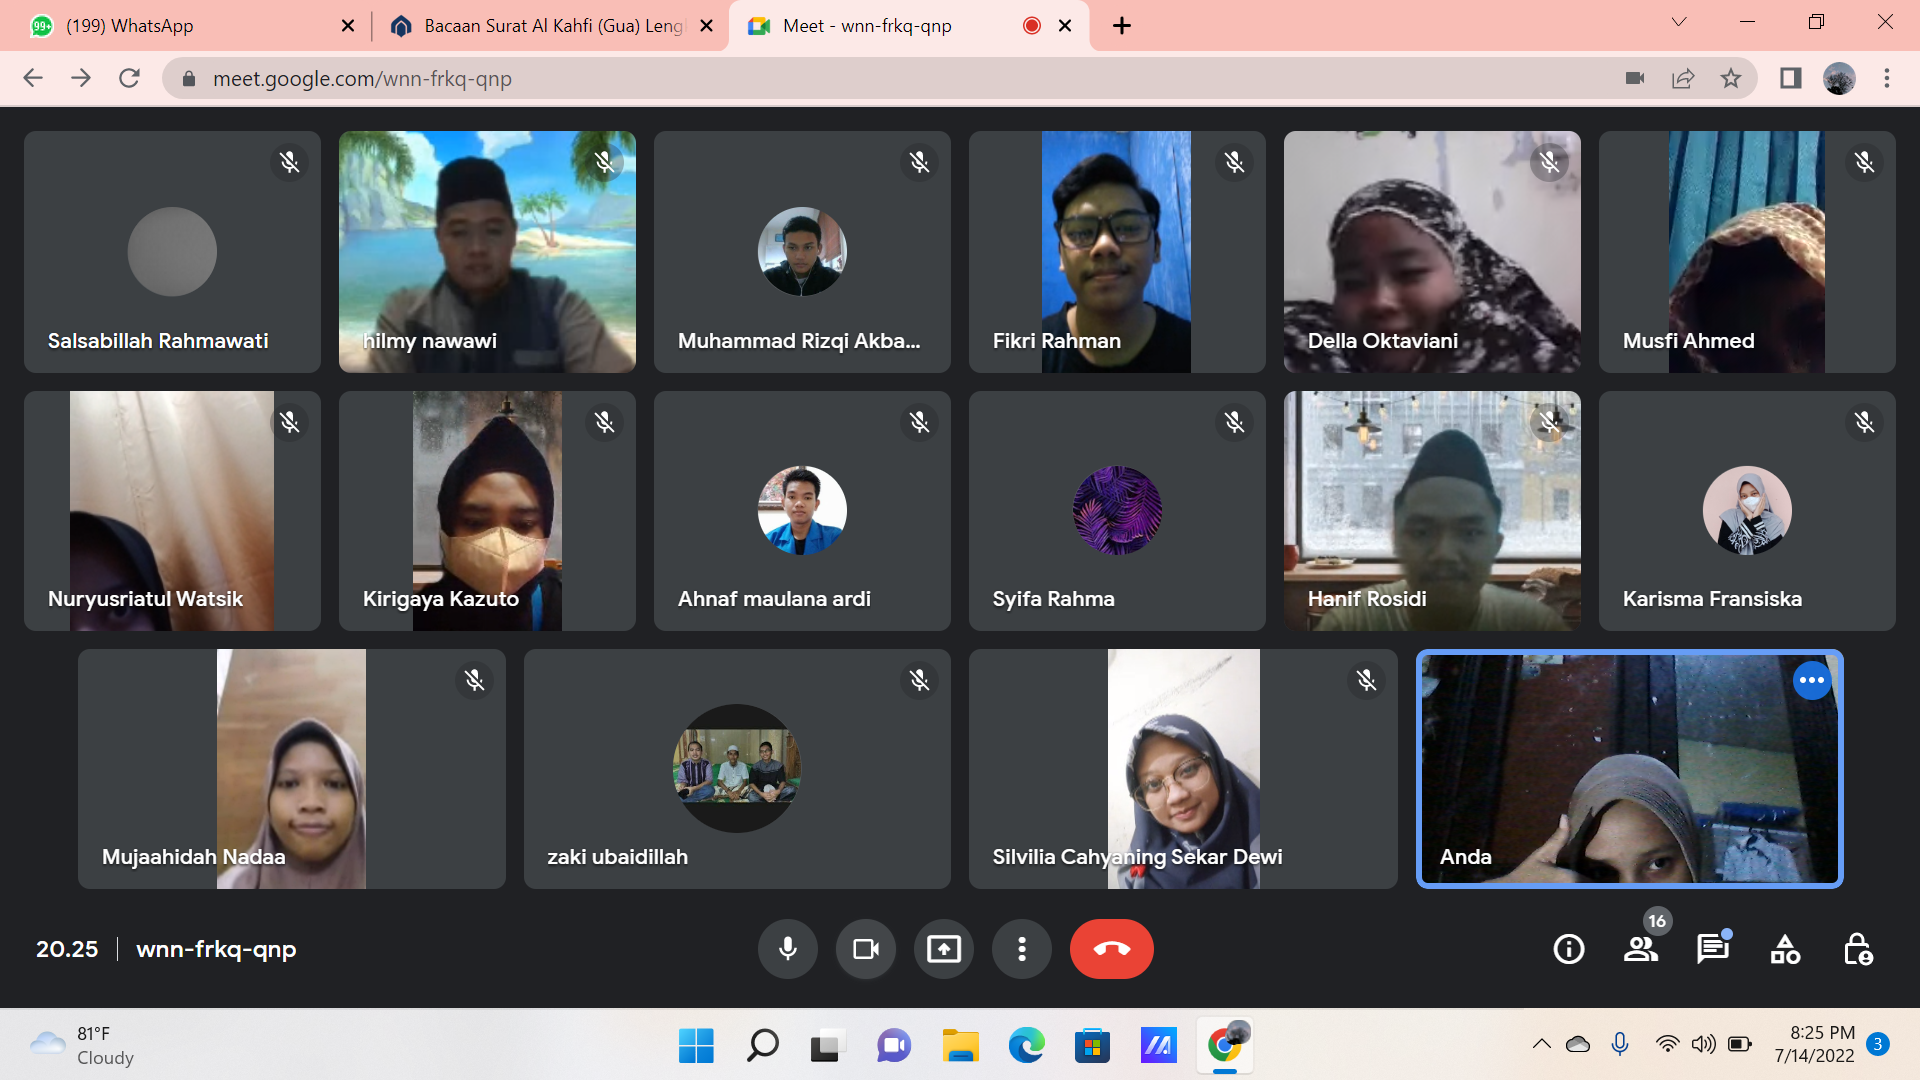 (199) WhatsApp
Bacaan Surat Al Kahfi (Gua) Leng
Meet - wnn-frkq-qnp
meet.google.com/wnn-frkq-qnp
Salsabillah Rahmawati
hilmy nawawi
Muhammad Rizqi Akba...
Fikri Rahman
Della Oktaviani
Musfi Ahmed
Nuryusriatul Watsik
Kirigaya Kazuto
Ahnaf maulana ardi
Syifa Rahma
Hanif Rosidi
Karisma Fransiska
Mujaahidah Nadaa
zaki ubaidillah
Silvilia Cahyaning Sekar Dewi
Anda
20.25
wnn-frkq-qnp
16
81°F
Cloudy
8:25 PM
7/14/2022
3
99+